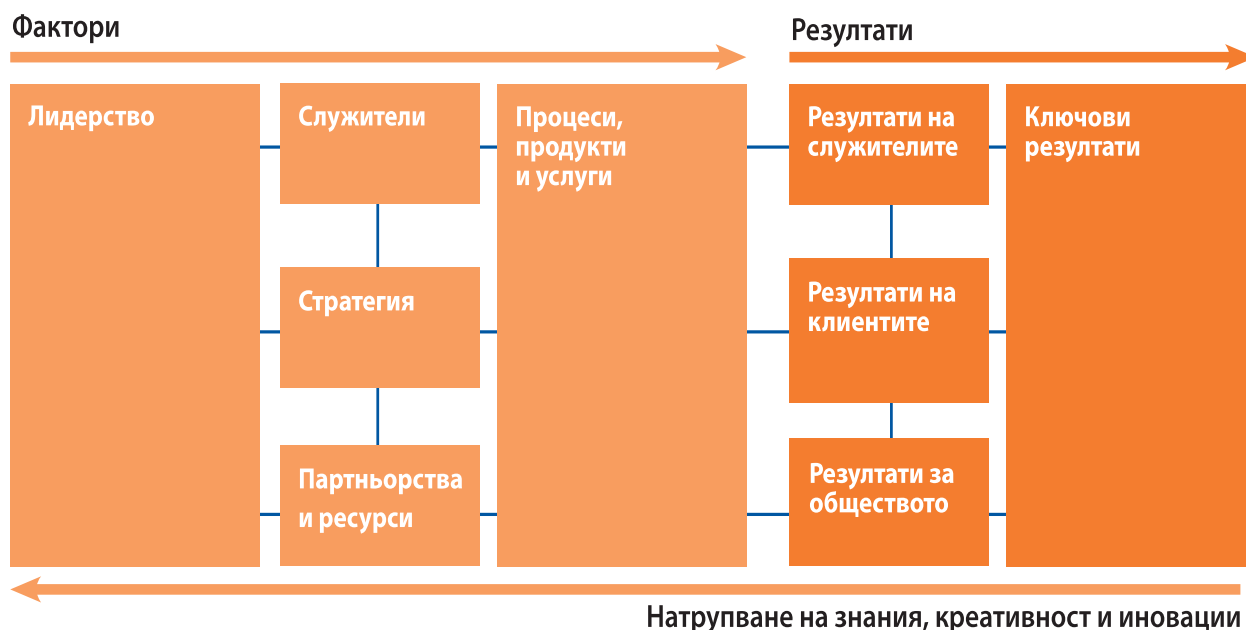 Фактори
Резултати
Лидерство
Служители
Стратегия
Партньорства
и ресурси
Процеси,
продукти
и услуги
Резултати на
служителите
Резултати на
клиентите
Резултати за
обществото
Ключови
резултати
Натрупване на знания, креативност и иновации